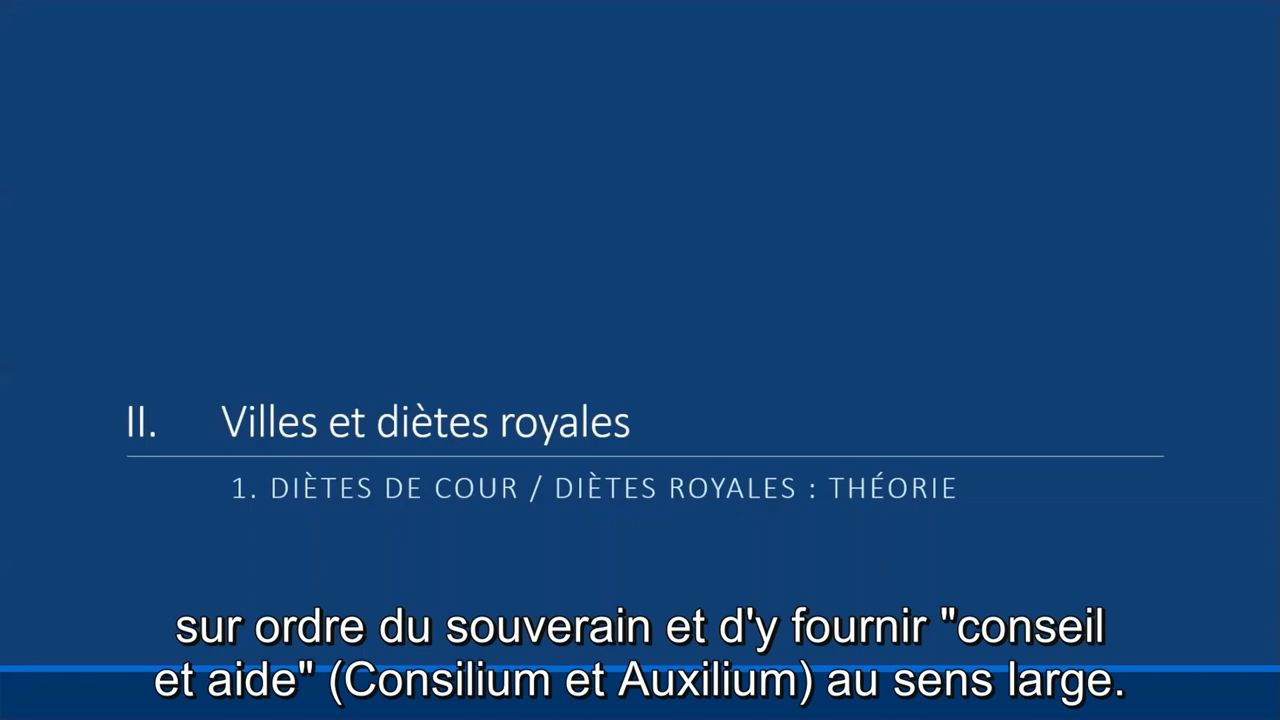 II. Villes et diètes royales
1. DIÈTES DE COUR / DIÈTES ROYALES : THÉORIE
sur ordre du souverain et d'y fournir "conseil
et aide" (Consilium et Auxilium) au sens large.